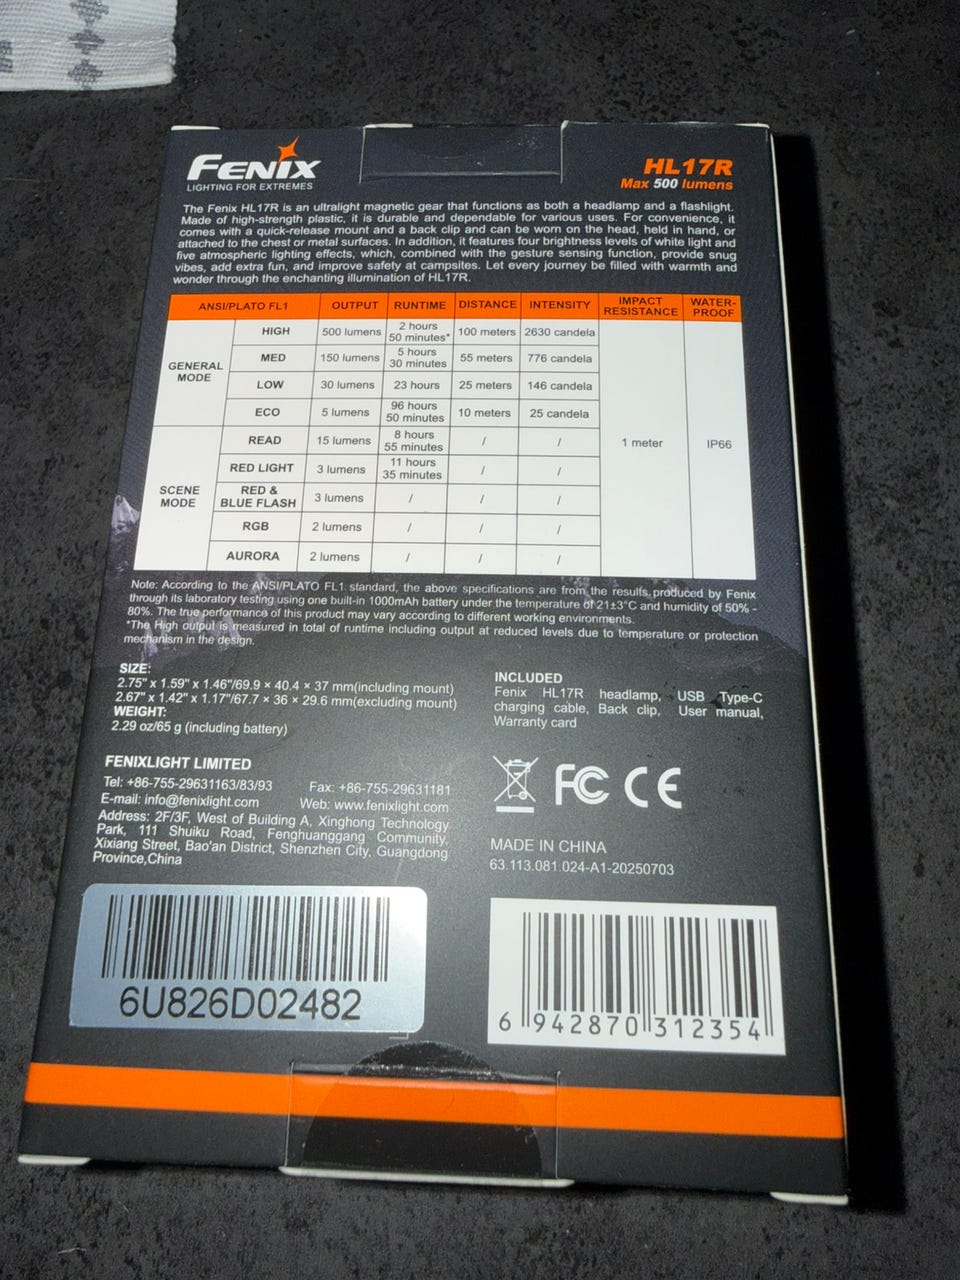 FENIX
LIGHTING FOR EXTREMES
HL17R
Max 500 lumens
The Fenix HL17R is an ultralight magnetic gear that functions as both a headlamp and a flashlight.
Made of high-strength plastic, it is durable and dependable for various uses. For convenience, it
comes with a quick-release mount and a back clip and can be worn on the head, held in hand, or
attached to the chest or metal surfaces. In addition, it features four brightness levels of white light and
five atmospheric lighting effects, which, combined with the gesture sensing function, provide snug
vibes, add extra fun, and improve safety at campsites. Let every journey be filled with warmth and
wonder through the enchanting illumination of HL17R.
ANSI/PLATO FL1 OUTPUT RUNTIME DISTANCE INTENSITY IMPACT RESISTANCE WATER-PROOF
GENERAL MODE
HIGH 500 lumens 2 hours 50 minutes* 100 meters 2630 candela
MED 150 lumens 5 hours 30 minutes 55 meters 776 candela
LOW 30 lumens 23 hours 25 meters 146 candela
ECO 5 lumens 96 hours 50 minutes 10 meters 25 candela
1 meter IP66
SCENE MODE
READ 15 lumens 8 hours 55 minutes / /
RED LIGHT 3 lumens 11 hours 35 minutes / /
RED & BLUE FLASH 3 lumens / / /
RGB 2 lumens / / /
AURORA 2 lumens / / /
Note: According to the ANSI/PLATO FL1 standard, the above specifications are from the results produced by Fenix
through its laboratory testing using one built-in 1000mAh battery under the temperature of 21±3°C and humidity of 50% -
80%. The true performance of this product may vary according to different working environments.
*The High output is measured in total of runtime including output at reduced levels due to temperature or protection
mechanism in the design.
SIZE:
2.75" x 1.59" x 1.46"/69.9 × 40.4 × 37 mm(including mount)
2.67" x 1.42" x 1.17"/67.7 × 36 × 29.6 mm(excluding mount)
WEIGHT:
2.29 oz/65 g (including battery)
INCLUDED
Fenix HL17R headlamp, USB Type-C
charging cable, Back clip, User manual,
Warranty card
FENIXLIGHT LIMITED
Tel: +86-755-29631163/83/93 Fax: +86-755-29631181
E-mail: info@fenixlight.com Web: www.fenixlight.com
Address: 2F/3F, West of Building A, Xinghong Technology
Park, 111 Shuiku Road, Fenghuanggang Community,
Xixiang Street, Bao'an District, Shenzhen City, Guangdong
Province,China
FC CE
MADE IN CHINA
63.113.081.024-A1-20250703
6U826D02482
6 942870 312354